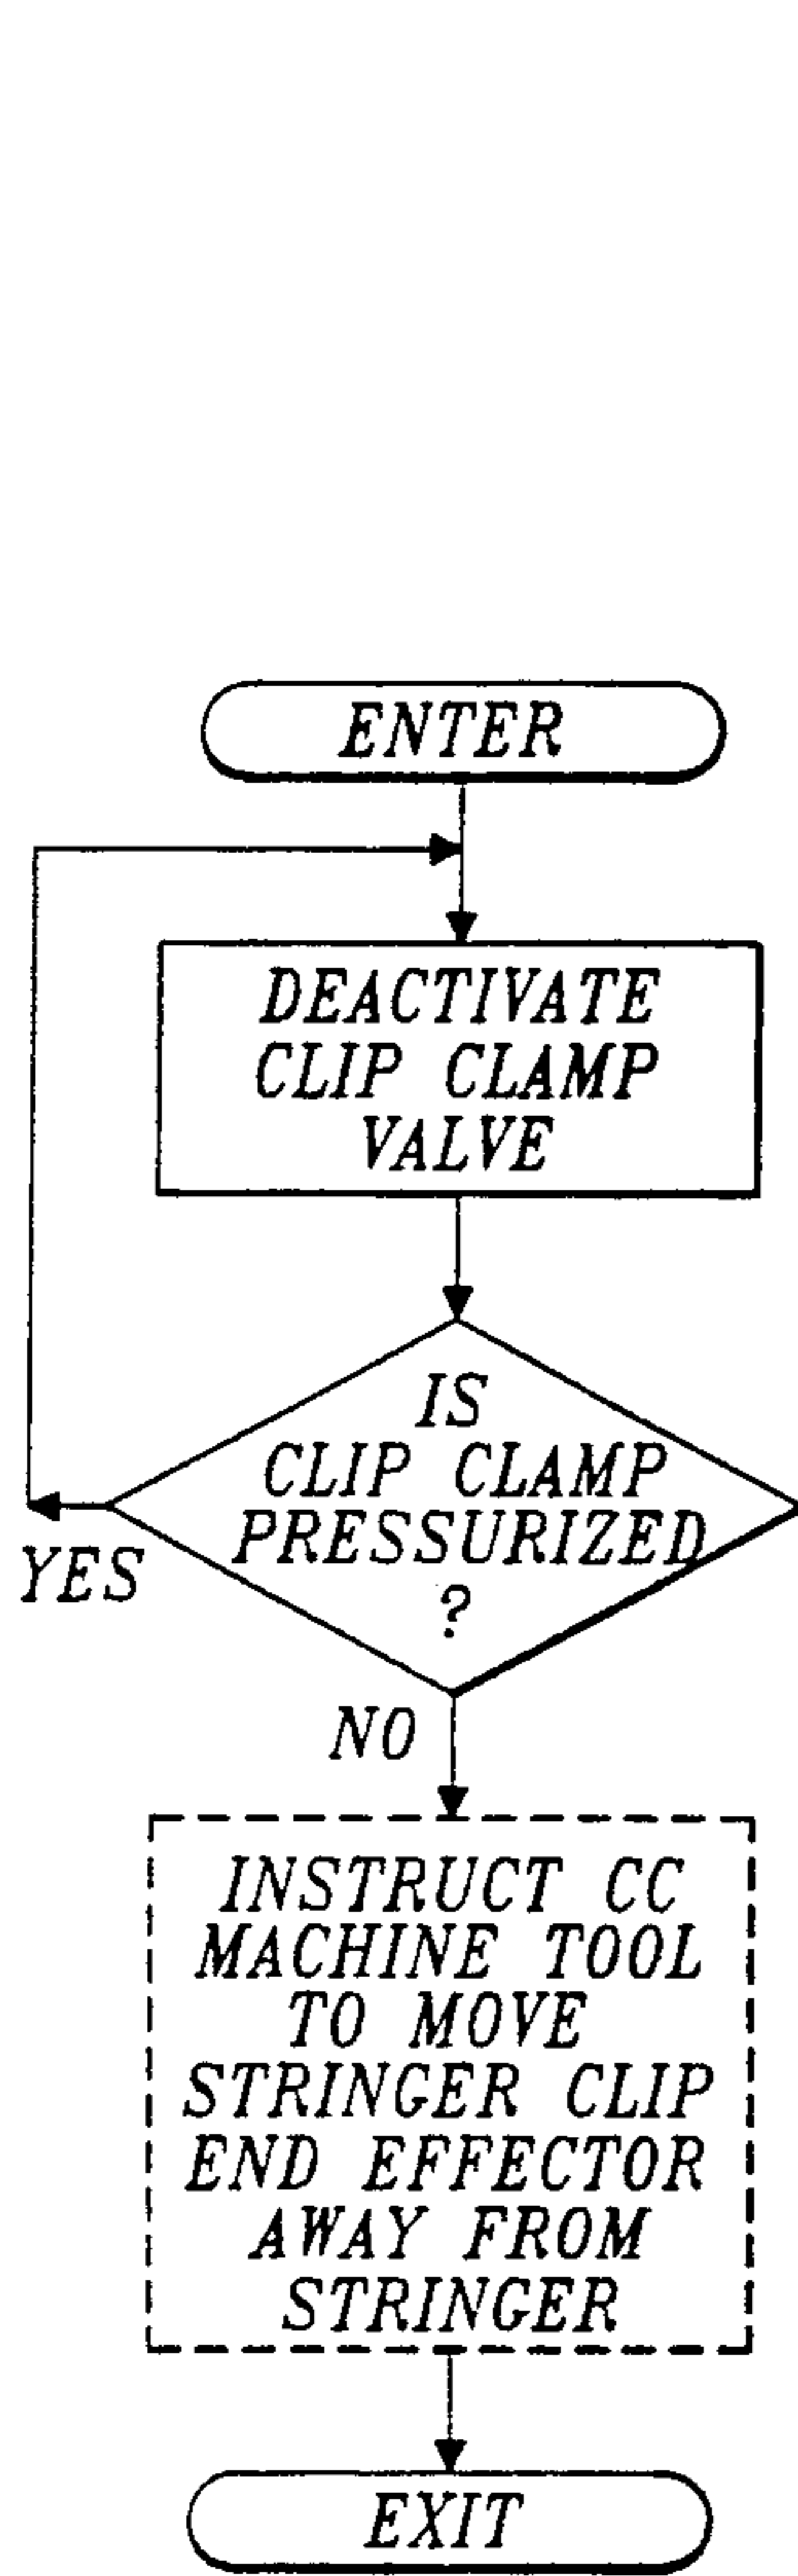 ENTER
DEACTIVATE
CLIP CLAMP
VALVE
IS
CLIP CLAMP
PRESSURIZED
?
YES
NO
INSTRUCT CC
MACHINE TOOL
TO MOVE
STRINGER CLIP
END EFFECTOR
AWAY FROM
STRINGER
EXIT